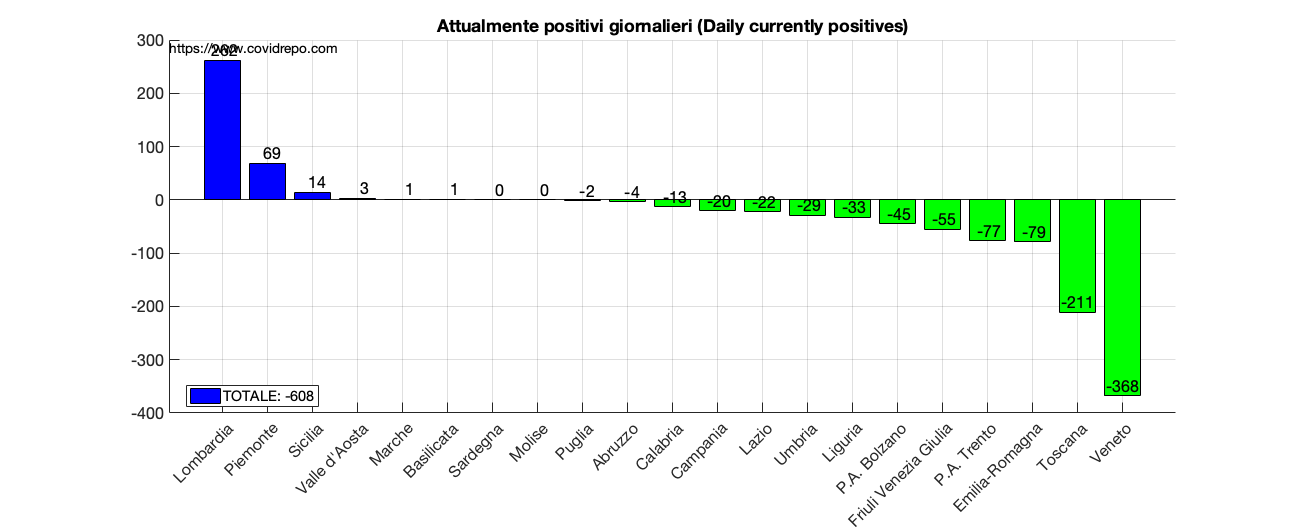 Attualmente positivi giornalieri (Daily currently positives)
300
https://www.covidrepo.com
262
200
100
69
14
3
1
1
0
0
-2
-4
0
-13
-20
-22
-29
-33
-45
-55
-77
-79
-100
-200
-211
-300
-368
TOTALE: -608
-400
Lombardia
Piemonte
Sicilia
Valle d'Aosta
Marche
Basilicata
Sardegna
Molise
Puglia
Abruzzo
Calabria
Campania
Lazio
Umbria
Liguria
P.A. Bolzano
Friuli Venezia Giulia
P.A. Trento
Emilia-Romagna
Toscana
Veneto